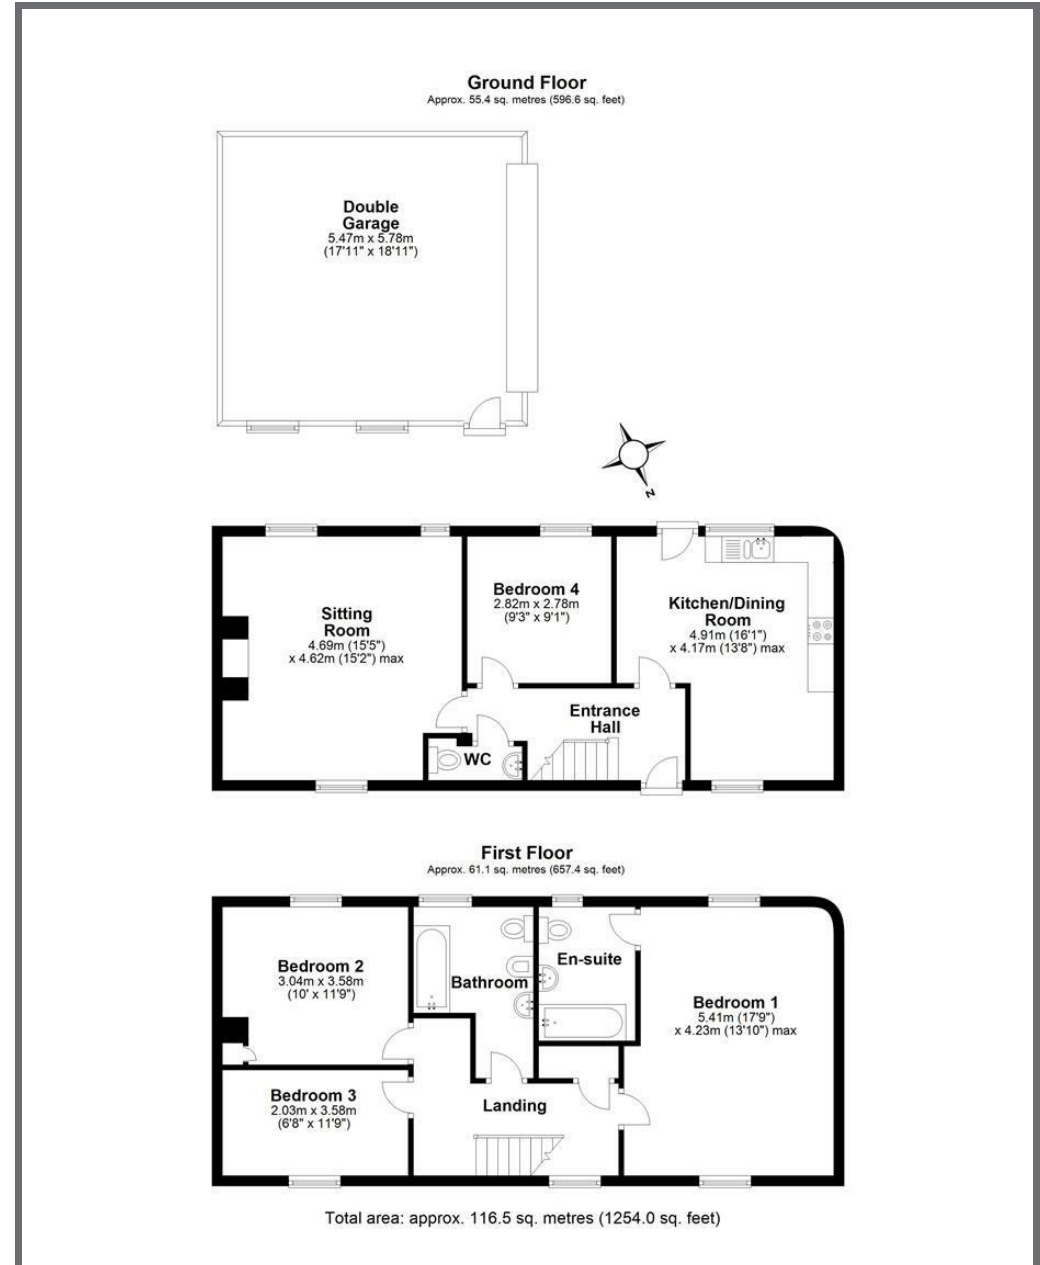 Ground Floor
Approx. 55.4 sq. metres (596.6 sq. feet)
Double
Garage
5.47m x 5.78m
(17'11" x 18'11")
N
Sitting
Room
4.69m (15'5")
x 4.62m (15'2") max
Bedroom 4
2.82m x 2.78m
(9'3" x 9'1")
Kitchen/Dining
Room
4.91m (16'1")
x 4.17m (13'8") max
Entrance
Hall
WC
First Floor
Approx. 61.1 sq. metres (657.4 sq. feet)
Bedroom 2
3.04m x 3.58m
(10' x 11'9")
Bathroom
En-suite
Bedroom 1
5.41m (17'9")
x 4.23m (13'10") max
Bedroom 3
2.03m x 3.58m
(6'8" x 11'9")
Landing
Total area: approx. 116.5 sq. metres (1254.0 sq. feet)